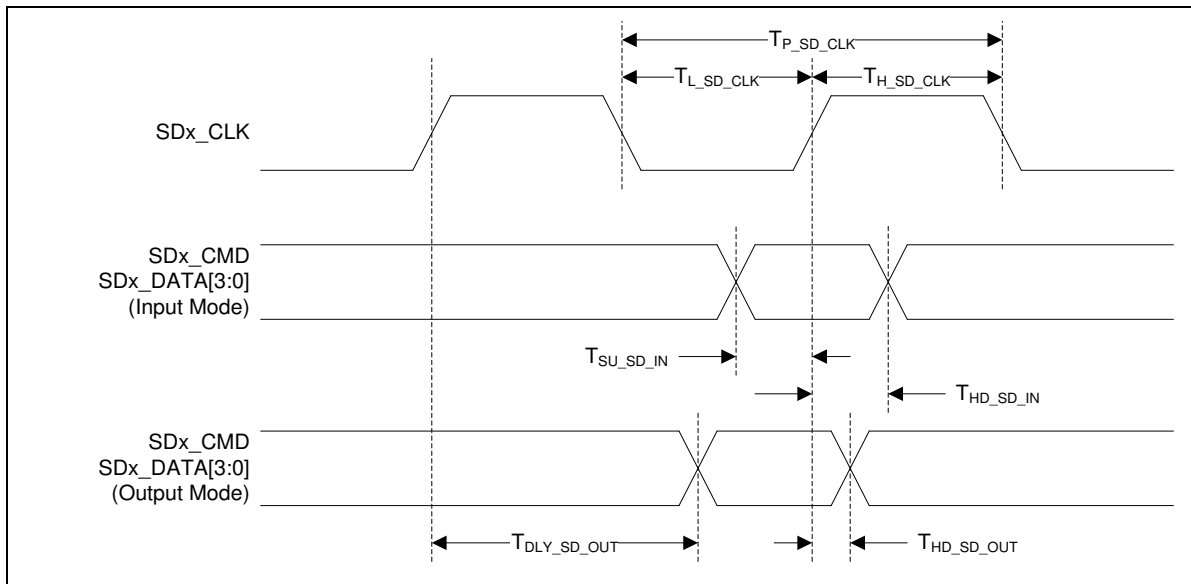 T_P_SD_CLK
T_L_SD_CLK
T_H_SD_CLK
SDx_CLK
SDx_CMD
SDx_DATA[3:0]
(Input Mode)
T_SU_SD_IN
T_HD_SD_IN
SDx_CMD
SDx_DATA[3:0]
(Output Mode)
T_DLY_SD_OUT
T_HD_SD_OUT